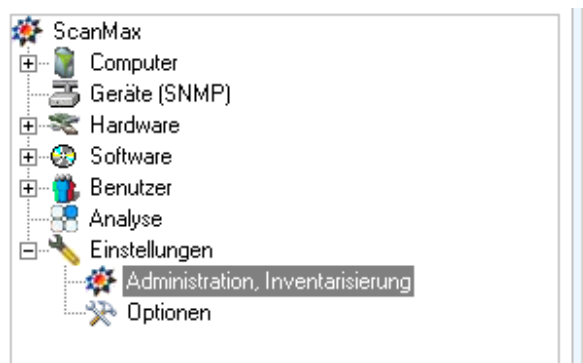 ScanMax
Computer
Geräte (SNMP)
Hardware
Software
Benutzer
Analyse
Einstellungen
Administration, Inventarisierung
Optionen